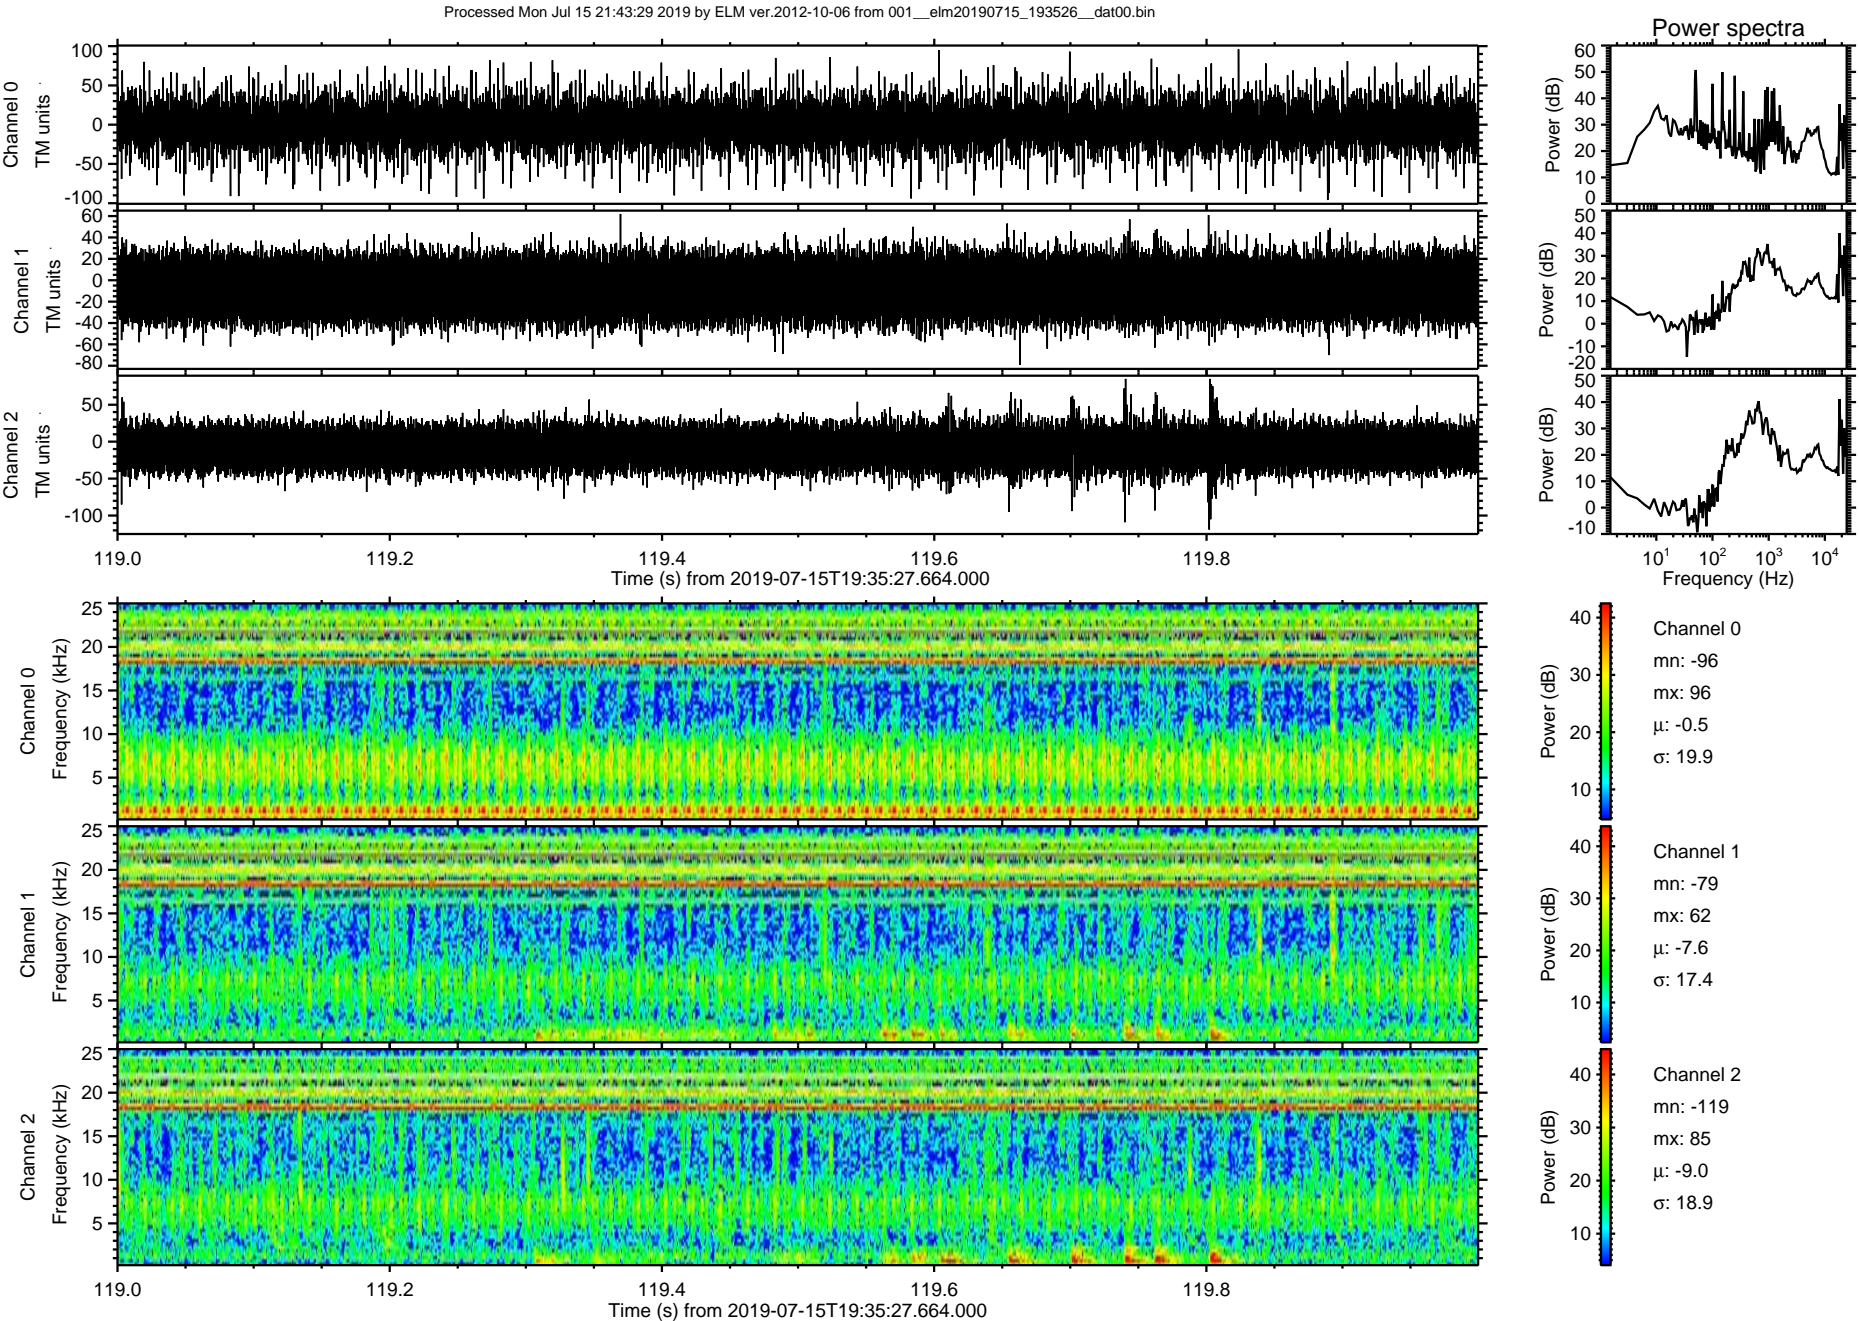 Processed Mon Jul 15 21:43:29 2019 by ELM ver.2012-10-06 from 001__elm20190715_193526__dat00.bin
Power spectra
Channel 0
TM units
100
50
0
-50
-100
Power (dB)
60
50
40
30
20
10
0
Channel 1
TM units
60
40
20
0
-20
-40
-60
-80
Power (dB)
50
40
30
20
10
0
-10
-20
Channel 2
TM units
50
0
-50
-100
Power (dB)
50
40
30
20
10
0
-10
119.0 119.2 119.4 119.6 119.8
Time (s) from 2019-07-15T19:35:27.664.000
10¹ 10² 10³ 10⁴
Frequency (Hz)
Channel 0
Frequency (kHz)
25
20
15
10
5
Power (dB)
40
30
20
10
Channel 0
mn: -96
mx: 96
μ: -0.5
σ: 19.9
Channel 1
Frequency (kHz)
25
20
15
10
5
Power (dB)
40
30
20
10
Channel 1
mn: -79
mx: 62
μ: -7.6
σ: 17.4
Channel 2
Frequency (kHz)
25
20
15
10
5
Power (dB)
40
30
20
10
Channel 2
mn: -119
mx: 85
μ: -9.0
σ: 18.9
119.0 119.2 119.4 119.6 119.8
Time (s) from 2019-07-15T19:35:27.664.000